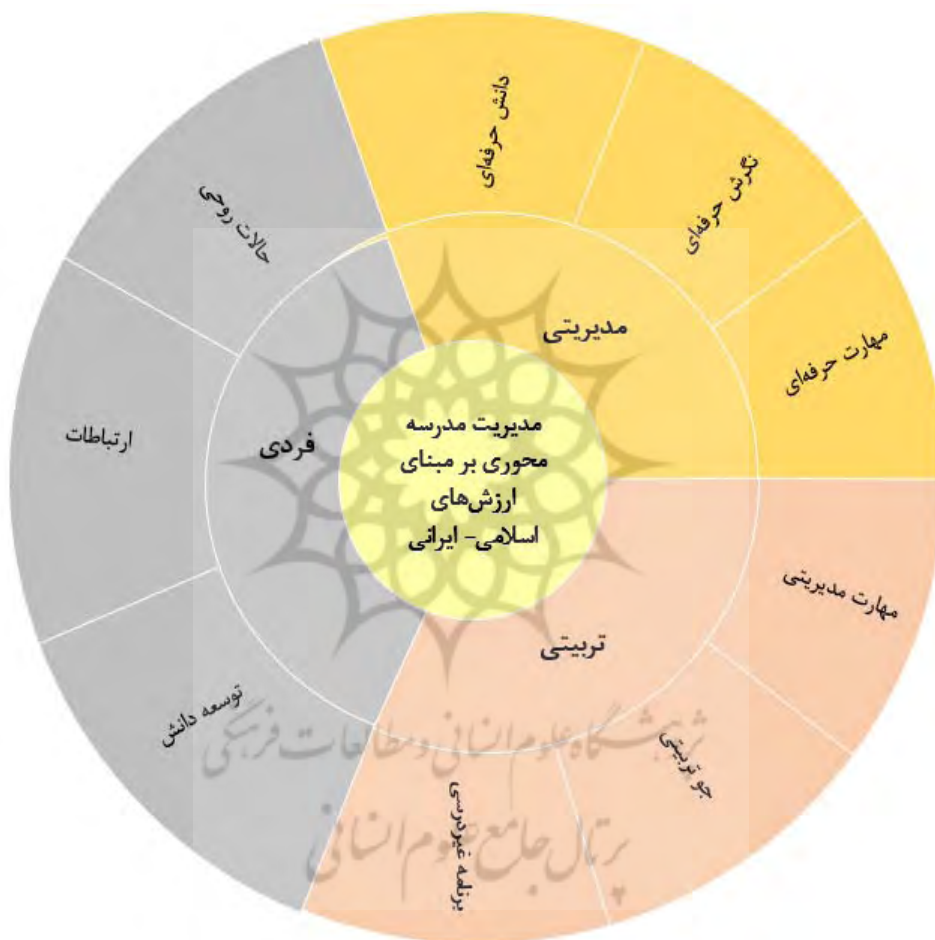 دانش حرفه‌ای
نگرش حرفه‌ای
مهارت حرفه‌ای
مدیریتی
حالات روحی
ارتباطات
توسعه دانش
فردی
مدیریت مدرسه
محوری بر مبنای
ارزش‌های
اسلامی- ایرانی
تربیتی
مهارت مدیریتی
جو تربیتی
برنامه غیردرسی
پژوهشگاه علوم انسانی و مطالعات فرهنگی
پرتال جامع علوم انسانی